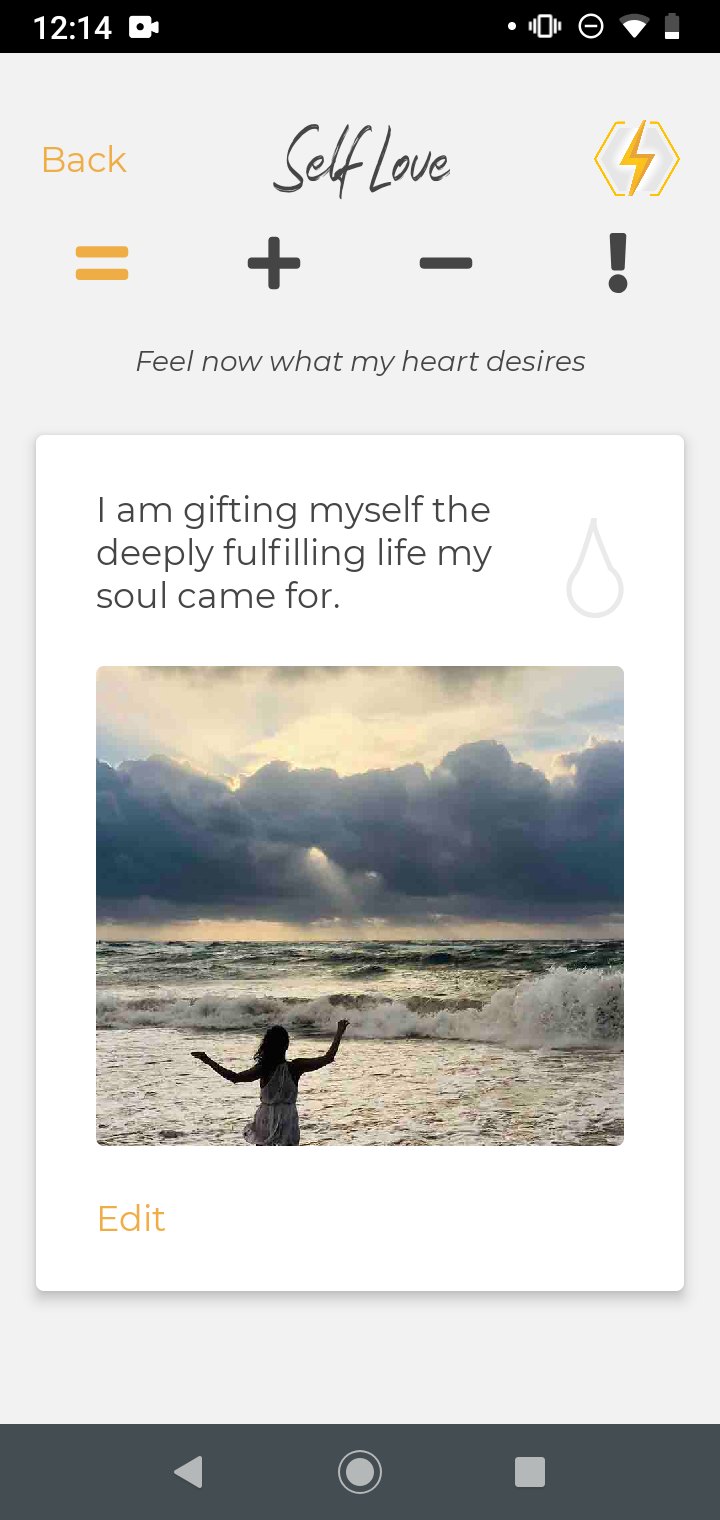 12:14
Back
Self Love
Feel now what my heart desires
I am gifting myself the
deeply fulfilling life my
soul came for.
Edit